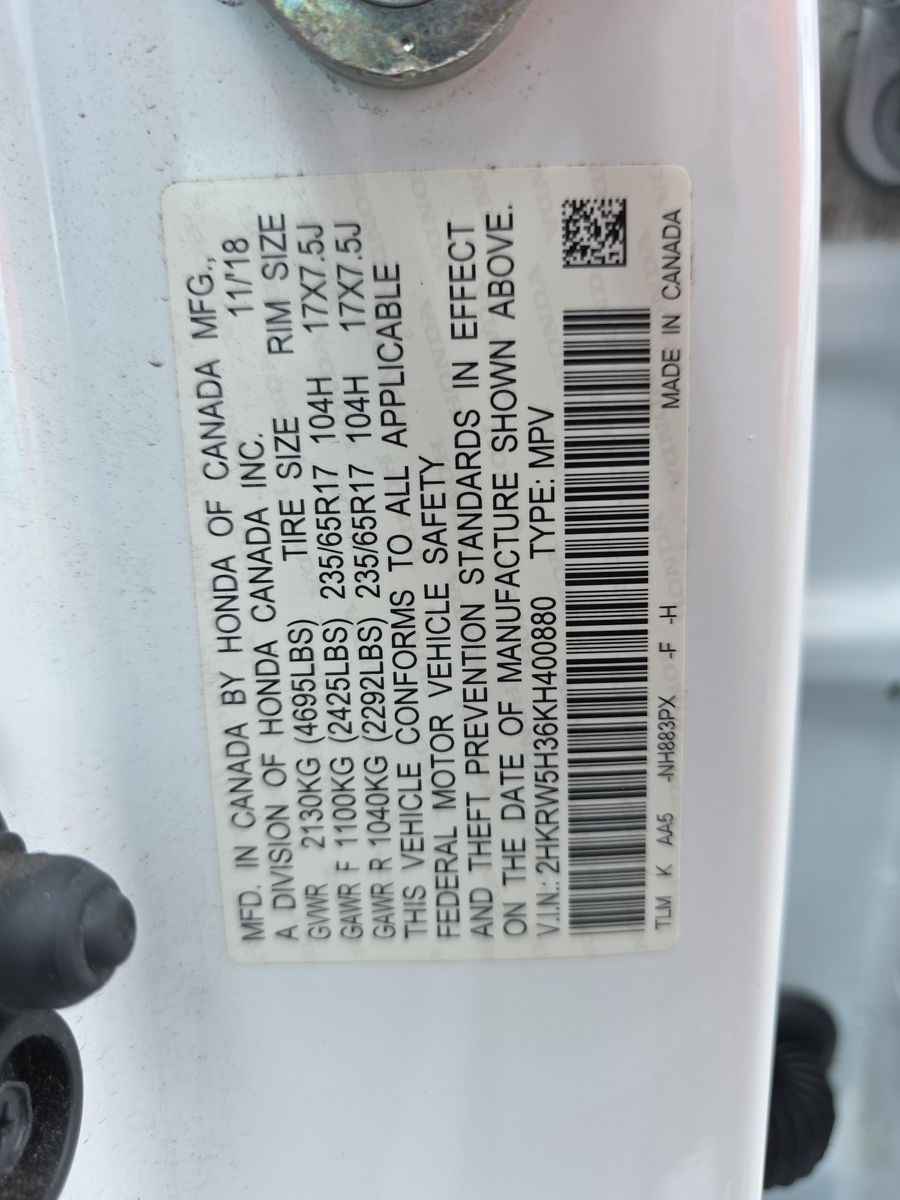 MFD. IN CANADA BY HONDA OF CANADA MFG.,
A DIVISION OF HONDA CANADA INC. 11/'18
GVWR 2130KG (4695LBS) TIRE SIZE RIM SIZE
GAWR F 1100KG (2425LBS) 235/65R17 104H 17X7.5J
GAWR R 1040KG (2292LBS) 235/65R17 104H 17X7.5J
THIS VEHICLE CONFORMS TO ALL APPLICABLE
FEDERAL MOTOR VEHICLE SAFETY
AND THEFT PREVENTION STANDARDS IN EFFECT
ON THE DATE OF MANUFACTURE SHOWN ABOVE.
V.I.N.: 2HKRW5H36KH400880 TYPE: MPV
TLM K AA5 -NH883PX -F -H MADE IN CANADA